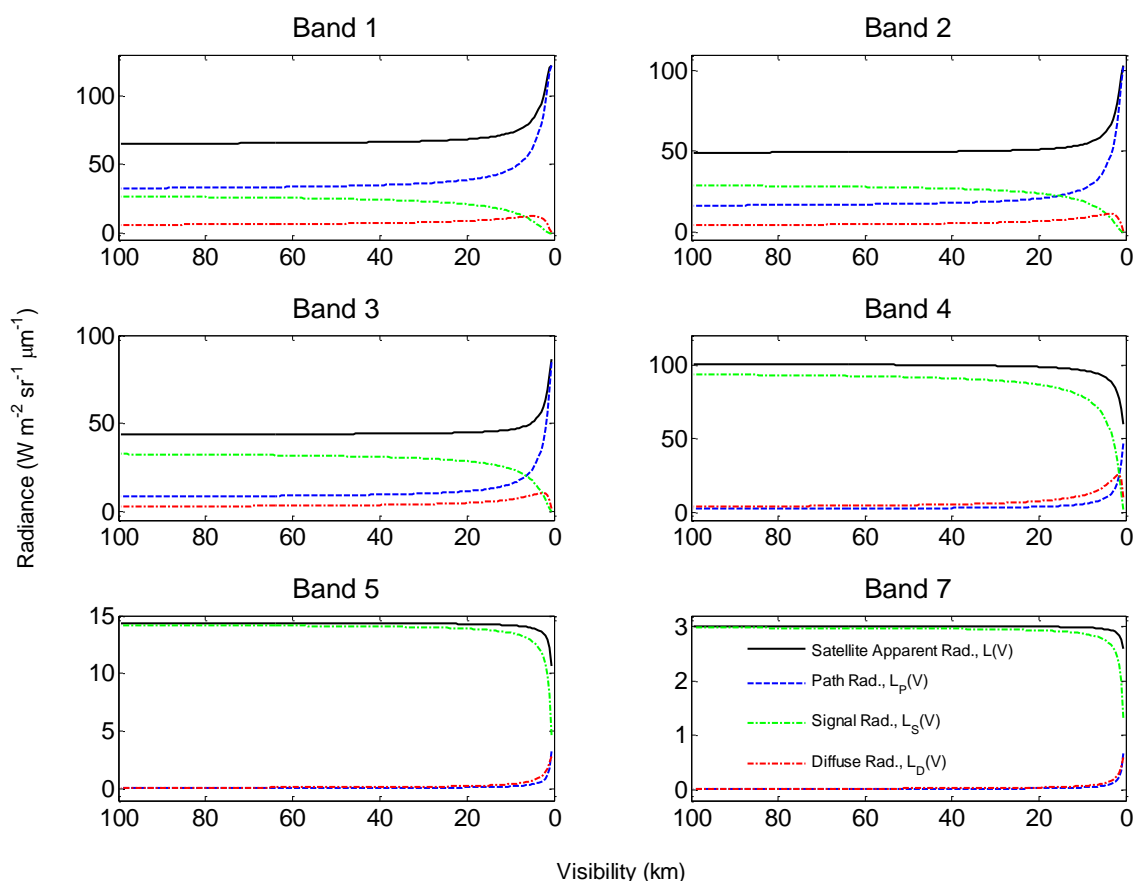 Band 1
Band 2
100
50
0
100 80 60 40 20 0
100
50
0
100 80 60 40 20 0
Band 3
Band 4
100
50
0
100 80 60 40 20 0
100
50
0
100 80 60 40 20 0
Radiance (W m⁻² sr⁻¹ μm⁻¹)
Band 5
Band 7
15
10
5
0
100 80 60 40 20 0
3
2
1
0
100 80 60 40 20 0
Satellite Apparent Rad., L(V)
Path Rad., L_P(V)
Signal Rad., L_S(V)
Diffuse Rad., L_D(V)
Visibility (km)